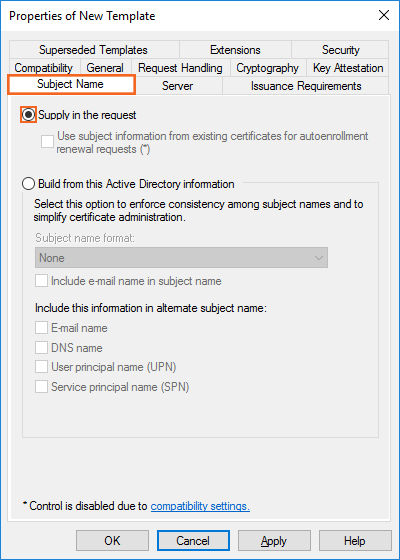 Properties of New Template
Superseded Templates Extensions Security
Compatibility General Request Handling Cryptography Key Attestation
Subject Name Server Issuance Requirements
Supply in the request
Use subject information from existing certificates for autoenrollment
renewal requests (*)
Build from this Active Directory information
Select this option to enforce consistency among subject names and to
simplify certificate administration.
Subject name format:
None
Include e-mail name in subject name
Include this information in alternate subject name:
E-mail name
DNS name
User principal name (UPN)
Service principal name (SPN)
* Control is disabled due to compatibility settings.
OK Cancel Apply Help